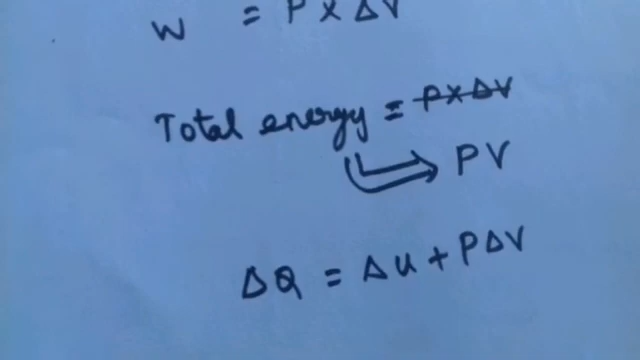 W = P × ΔV
Total energy = P×ΔV
PV
ΔQ = Δu + PΔV